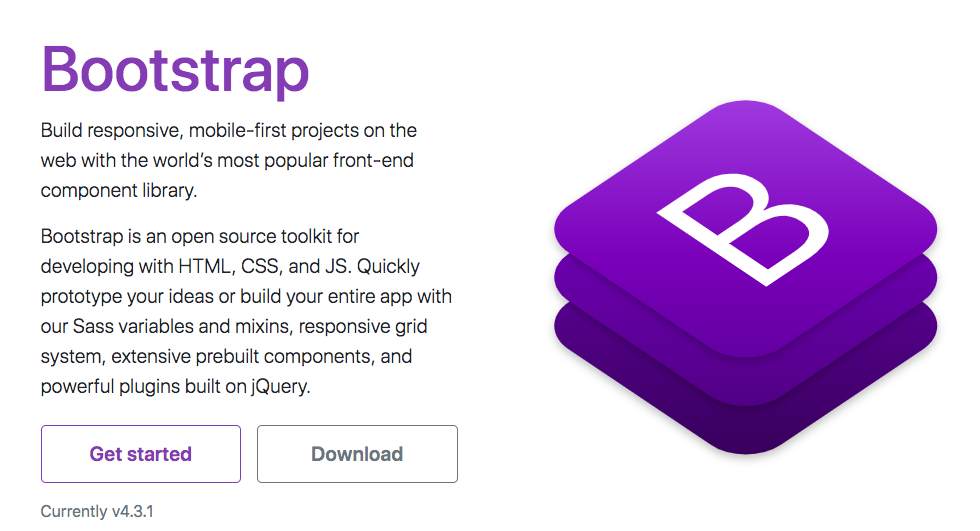 Bootstrap
Build responsive, mobile-first projects on the
web with the world’s most popular front-end
component library.
Bootstrap is an open source toolkit for
developing with HTML, CSS, and JS. Quickly
prototype your ideas or build your entire app with
our Sass variables and mixins, responsive grid
system, extensive prebuilt components, and
powerful plugins built on jQuery.
Get started
Download
Currently v4.3.1
B